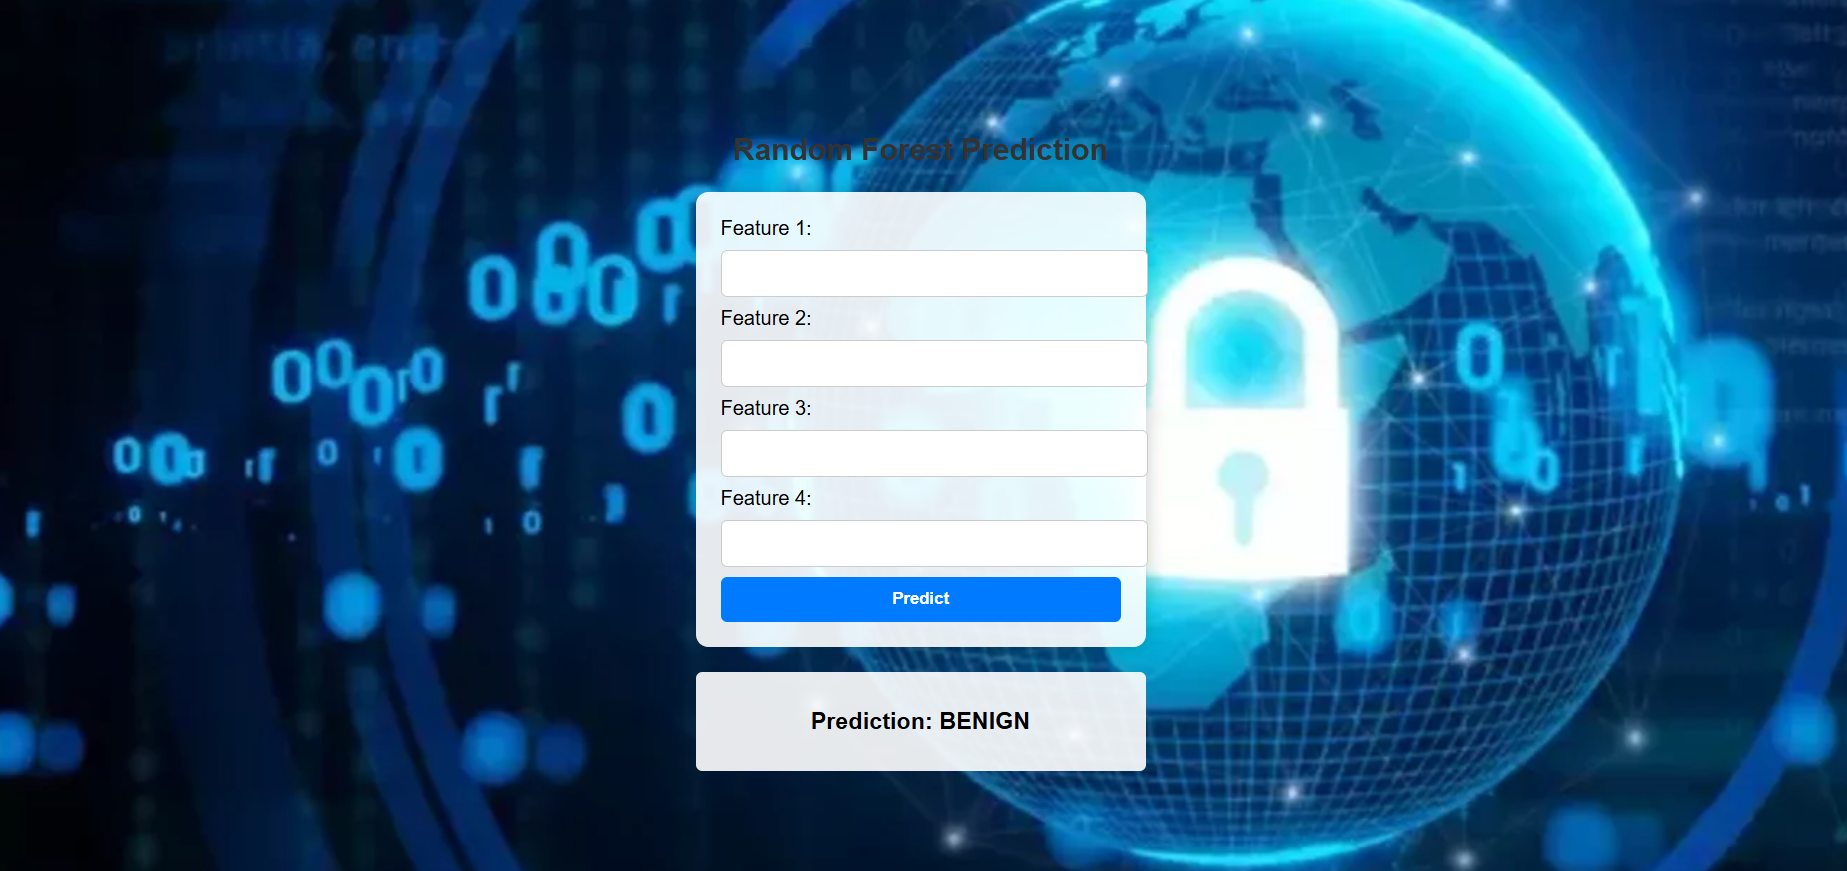 Random Forest Prediction
Feature 1:
Feature 2:
Feature 3:
Feature 4:
Predict
Prediction: BENIGN